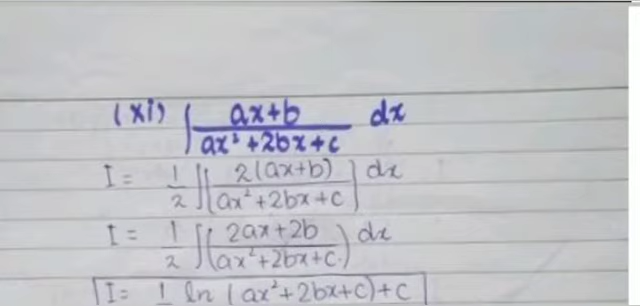 (xi) ∫ ax+b / ax²+2bx+c dx
I = 1/2 ∫( 2(ax+b) / ax²+2bx+c ) dx
I = 1/2 ∫( 2ax+2b / ax²+2bx+c ) dx
I = 1/2 ln (ax²+2bx+c)+c